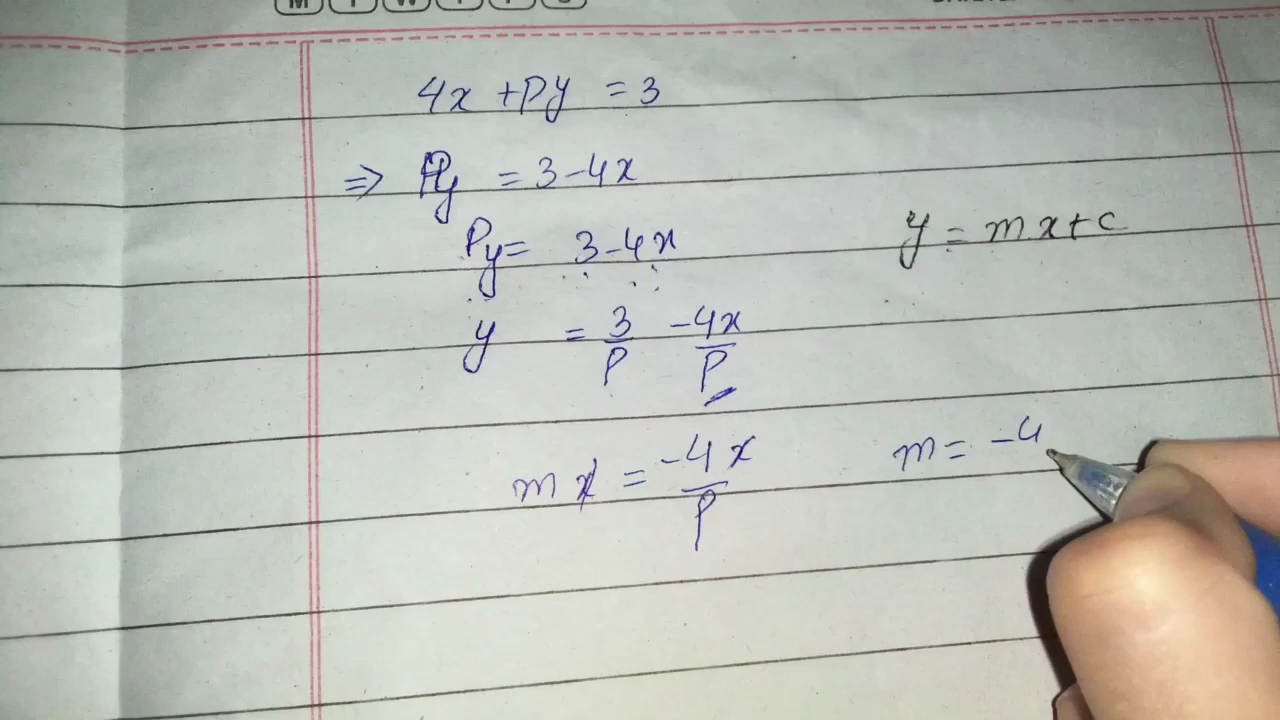 M T W T F S
4x + Py = 3
⇒ Py = 3 - 4x
Py = 3 - 4x
y = mx + c
y = 3/P - 4x/P
mx = -4x/P
m = -4